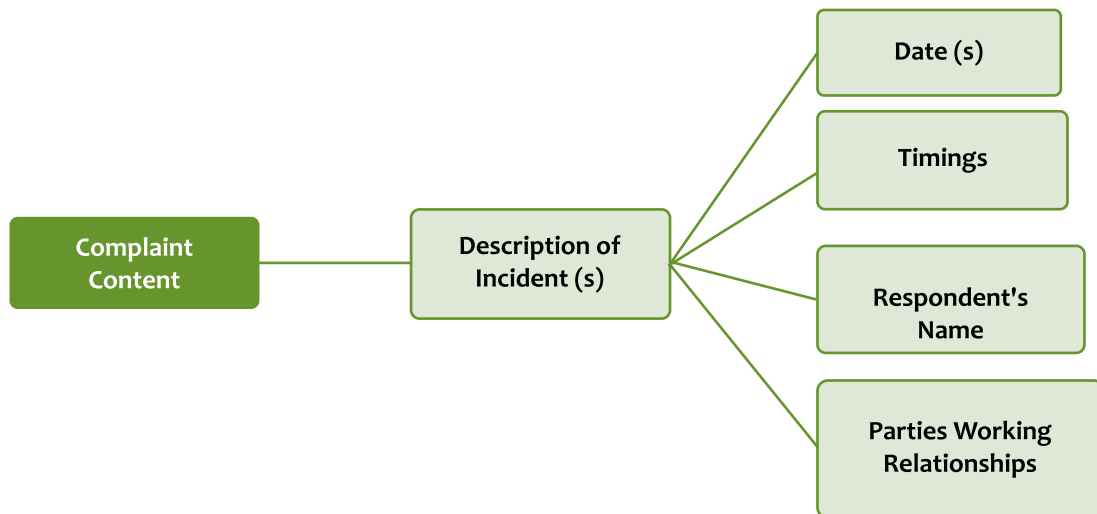 Complaint
Content
Description of
Incident (s)
Date (s)
Timings
Respondent's
Name
Parties Working
Relationships